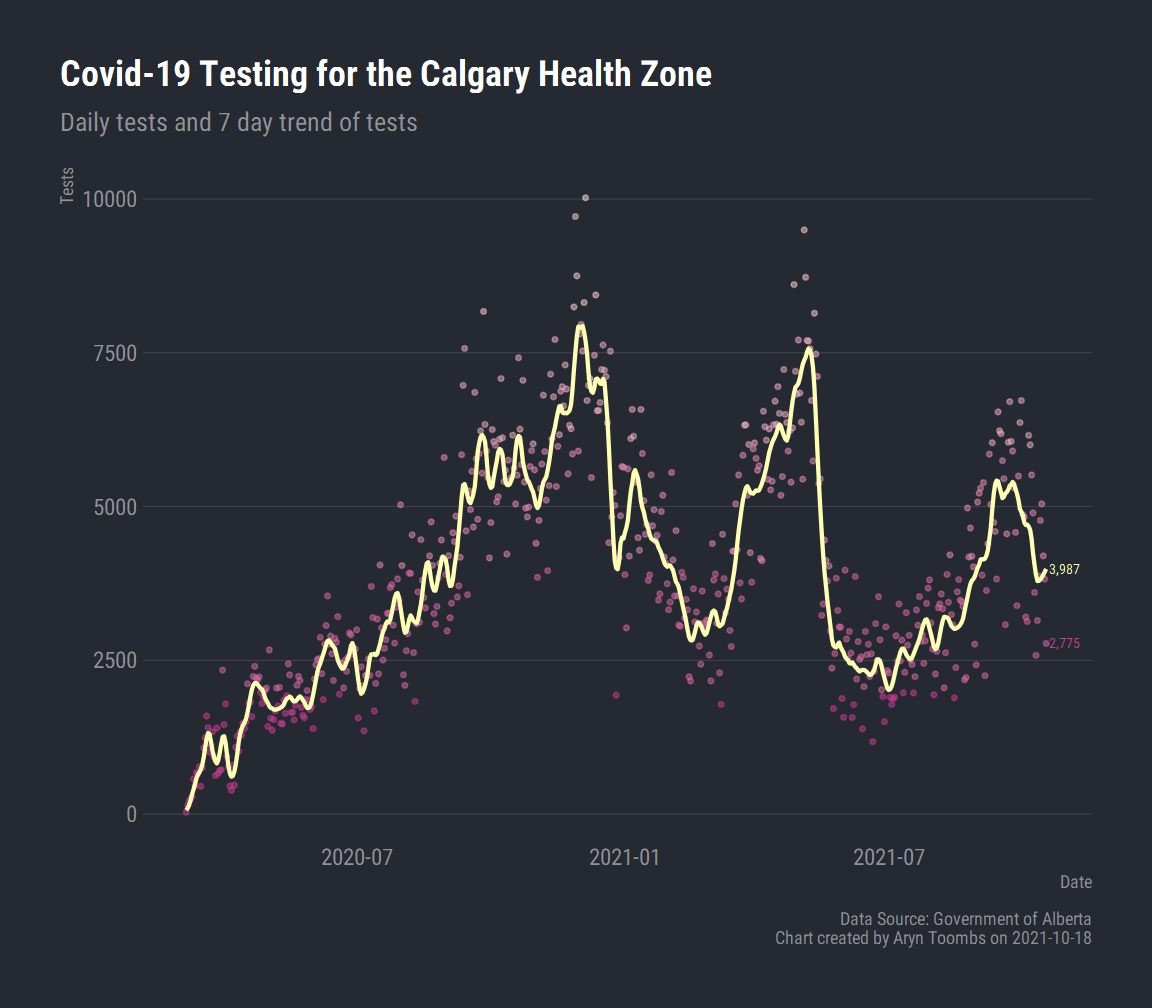 Covid-19 Testing for the Calgary Health Zone
Daily tests and 7 day trend of tests
Tests
10000
7500
5000
2500
0
3,987
2,775
2020-07
2021-01
2021-07
Date
Data Source: Government of Alberta
Chart created by Aryn Toombs on 2021-10-18